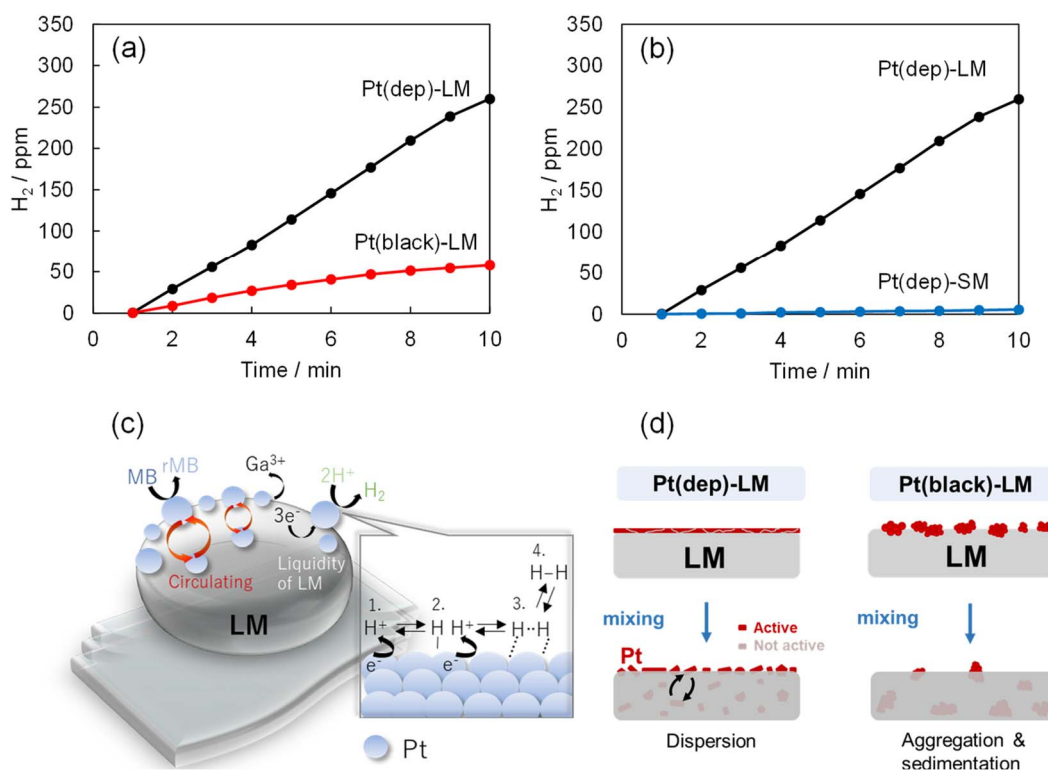 (a)
350
300
250
200
150
100
50
0
H₂ / ppm
Pt(dep)-LM
Pt(black)-LM
0 2 4 6 8 10
Time / min
(b)
350
300
250
200
150
100
50
0
H₂ / ppm
Pt(dep)-LM
Pt(dep)-SM
0 2 4 6 8 10
Time / min
(c)
MB rMB
Ga³⁺
2H⁺
H₂
3e⁻
Liquidity
of LM
Circulating
LM
Pt
4.
H–H
1. 2. 3.
H⁺ H H⁺ H··H
e⁻ e⁻
(d)
Pt(dep)-LM
LM
mixing
Active
Not active
Pt
Dispersion
Pt(black)-LM
LM
mixing
Aggregation &
sedimentation